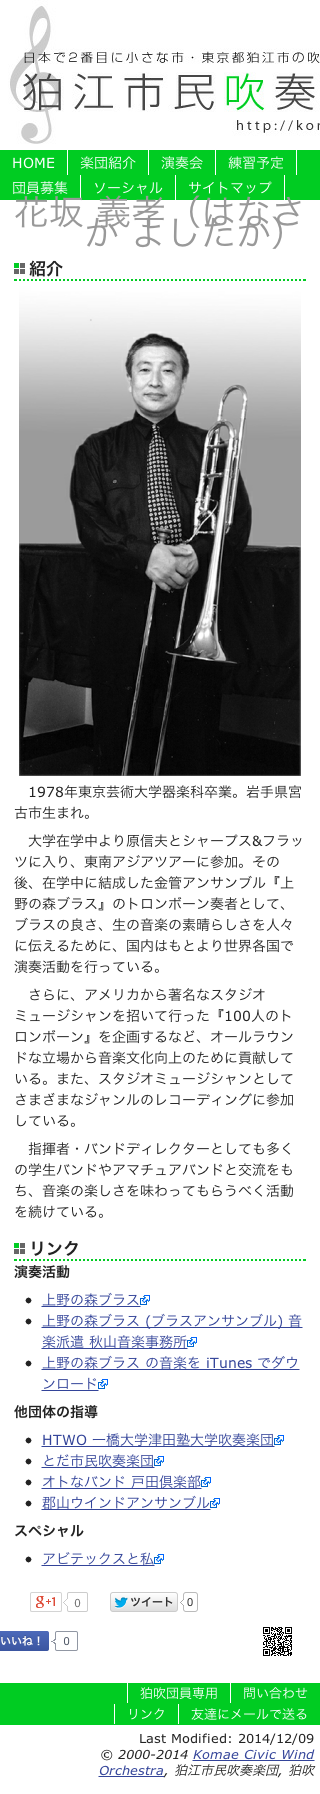 日本で2番目に小さな市・東京都狛江市の吹
狛江市民吹奏
http://kor
HOME 楽団紹介 演奏会 練習予定
団員募集 ソーシャル サイトマップ
花坂 義孝（はなさ
か よしたか）
紹介
1978年東京芸術大学器楽科卒業。岩手県宮
古市生まれ。
大学在学中より原信夫とシャープス&フラッ
ツに入り、東南アジアツアーに参加。その
後、在学中に結成した金管アンサンブル『上
野の森ブラス』のトロンボーン奏者として、
ブラスの良さ、生の音楽の素晴らしさを人々
に伝えるために、国内はもとより世界各国で
演奏活動を行っている。
さらに、アメリカから著名なスタジオ
ミュージシャンを招いて行った『100人のト
ロンボーン』を企画するなど、オールラウン
ドな立場から音楽文化向上のために貢献して
いる。また、スタジオミュージシャンとして
さまざまなジャンルのレコーディングに参加
している。
指揮者・バンドディレクターとしても多く
の学生バンドやアマチュアバンドと交流をも
ち、音楽の楽しさを味わってもらうべく活動
を続けている。
リンク
演奏活動
上野の森ブラス
上野の森ブラス (ブラスアンサンブル) 音
楽派遣 秋山音楽事務所
上野の森ブラス の音楽を iTunes でダウ
ンロード
他団体の指導
HTWO 一橋大学津田塾大学吹奏楽団
とだ市民吹奏楽団
オトなバンド 戸田倶楽部
郡山ウインドアンサンブル
スペシャル
アビテックスと私
g+1 0 ツイート 0
いいね！ 0
狛吹団員専用 問い合わせ
リンク 友達にメールで送る
Last Modified: 2014/12/09
© 2000-2014 Komae Civic Wind
Orchestra, 狛江市民吹奏楽団, 狛吹